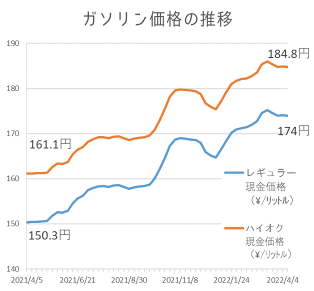 ガソリン価格の推移
190
180
170
160
150
140
184.8円
161.1円
174円
150.3円
レギュラー
現金価格
（¥/リットル）
ハイオク
現金価格
（¥/リットル）
2021/4/5
2021/6/21
2021/8/30
2021/11/8
2022/1/24
2022/4/4